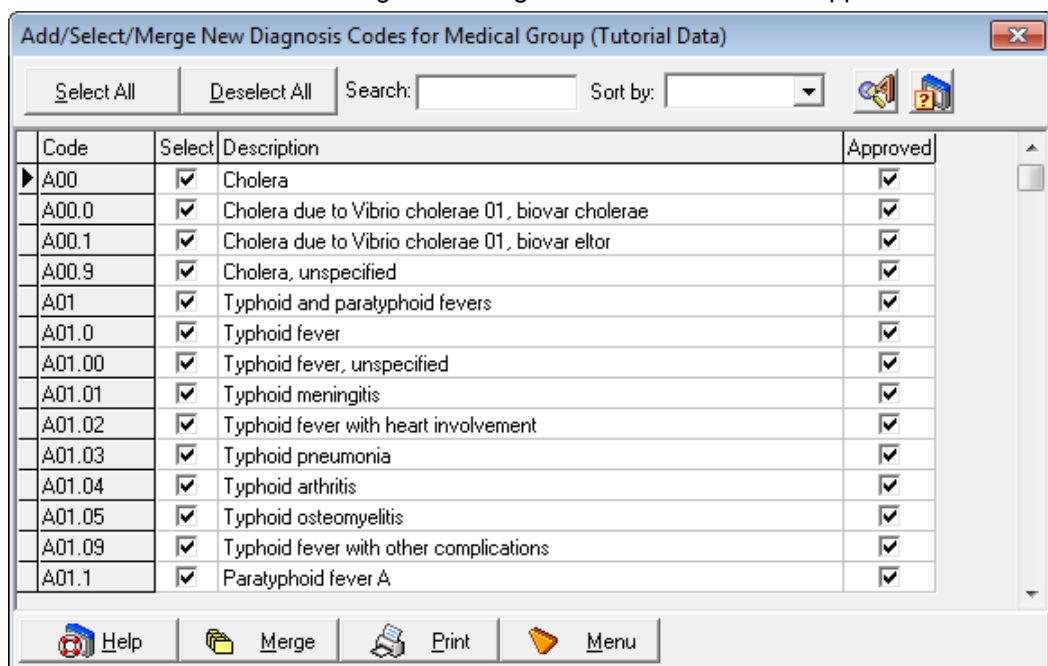 Add/Select/Merge New Diagnosis Codes for Medical Group (Tutorial Data)
Select All Deselect All Search: Sort by:
Code Select Description Approved
A00 Cholera
A00.0 Cholera due to Vibrio cholerae 01, biovar cholerae
A00.1 Cholera due to Vibrio cholerae 01, biovar eltor
A00.9 Cholera, unspecified
A01 Typhoid and paratyphoid fevers
A01.0 Typhoid fever
A01.00 Typhoid fever, unspecified
A01.01 Typhoid meningitis
A01.02 Typhoid fever with heart involvement
A01.03 Typhoid pneumonia
A01.04 Typhoid arthritis
A01.05 Typhoid osteomyelitis
A01.09 Typhoid fever with other complications
A01.1 Paratyphoid fever A
Help Merge Print Menu